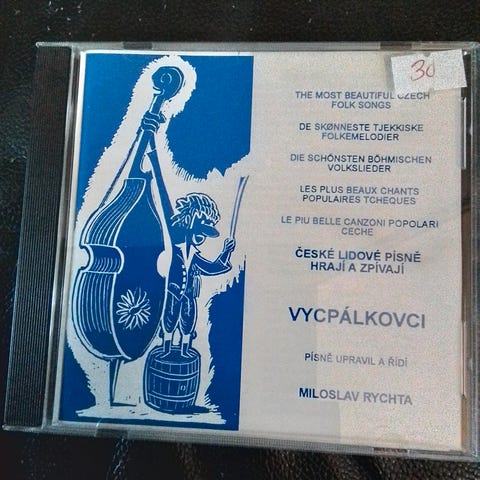 30
THE MOST BEAUTIFUL CZECH
FOLK SONGS
DE SKØNNESTE TJEKKISKE
FOLKEMELODIER
DIE SCHÖNSTEN BÖHMISCHEN
VOLKSLIEDER
LES PLUS BEAUX CHANTS
POPULAIRES TCHEQUES
LE PIU BELLE CANZONI POPOLARI
CECHE
ČESKÉ LIDOVÉ PÍSNĚ
HRAJÍ A ZPÍVAJÍ
VYCPÁLKOVCI
PÍSNĚ UPRAVIL A ŘÍDÍ
MILOSLAV RYCHTA